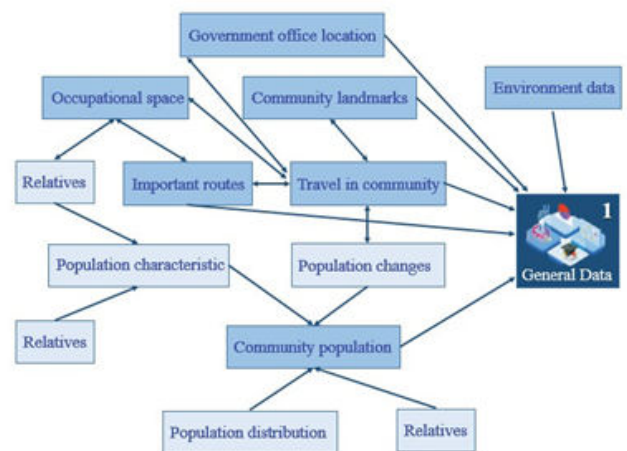 Government office location
Occupational space
Community landmarks
Environment data
Relatives
Important routes
Travel in community
1
General Data
Population characteristic
Population changes
Relatives
Community population
Population distribution
Relatives